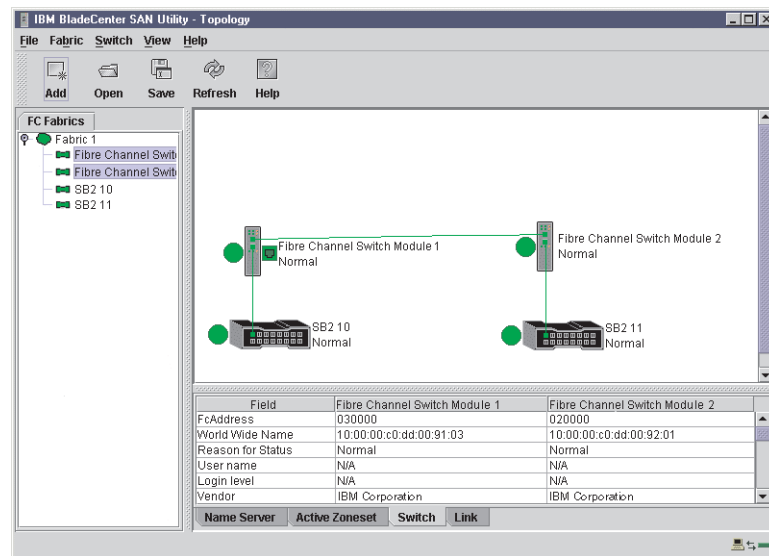 IBM BladeCenter SAN Utility - Topology
File Fabric Switch View Help
Add Open Save Refresh Help
FC Fabrics
Fabric 1
Fibre Channel Swit
Fibre Channel Swit
SB2 10
SB2 11
Fibre Channel Switch Module 1
Normal
Fibre Channel Switch Module 2
Normal
SB2 10
Normal
SB2 11
Normal
Field Fibre Channel Switch Module 1 Fibre Channel Switch Module 2
FcAddress 030000 020000
World Wide Name 10:00:00:c0:dd:00:91:03 10:00:00:c0:dd:00:92:01
Reason for Status Normal Normal
User name N/A N/A
Login level N/A N/A
Vendor IBM Corporation IBM Corporation
Name Server Active Zoneset Switch Link